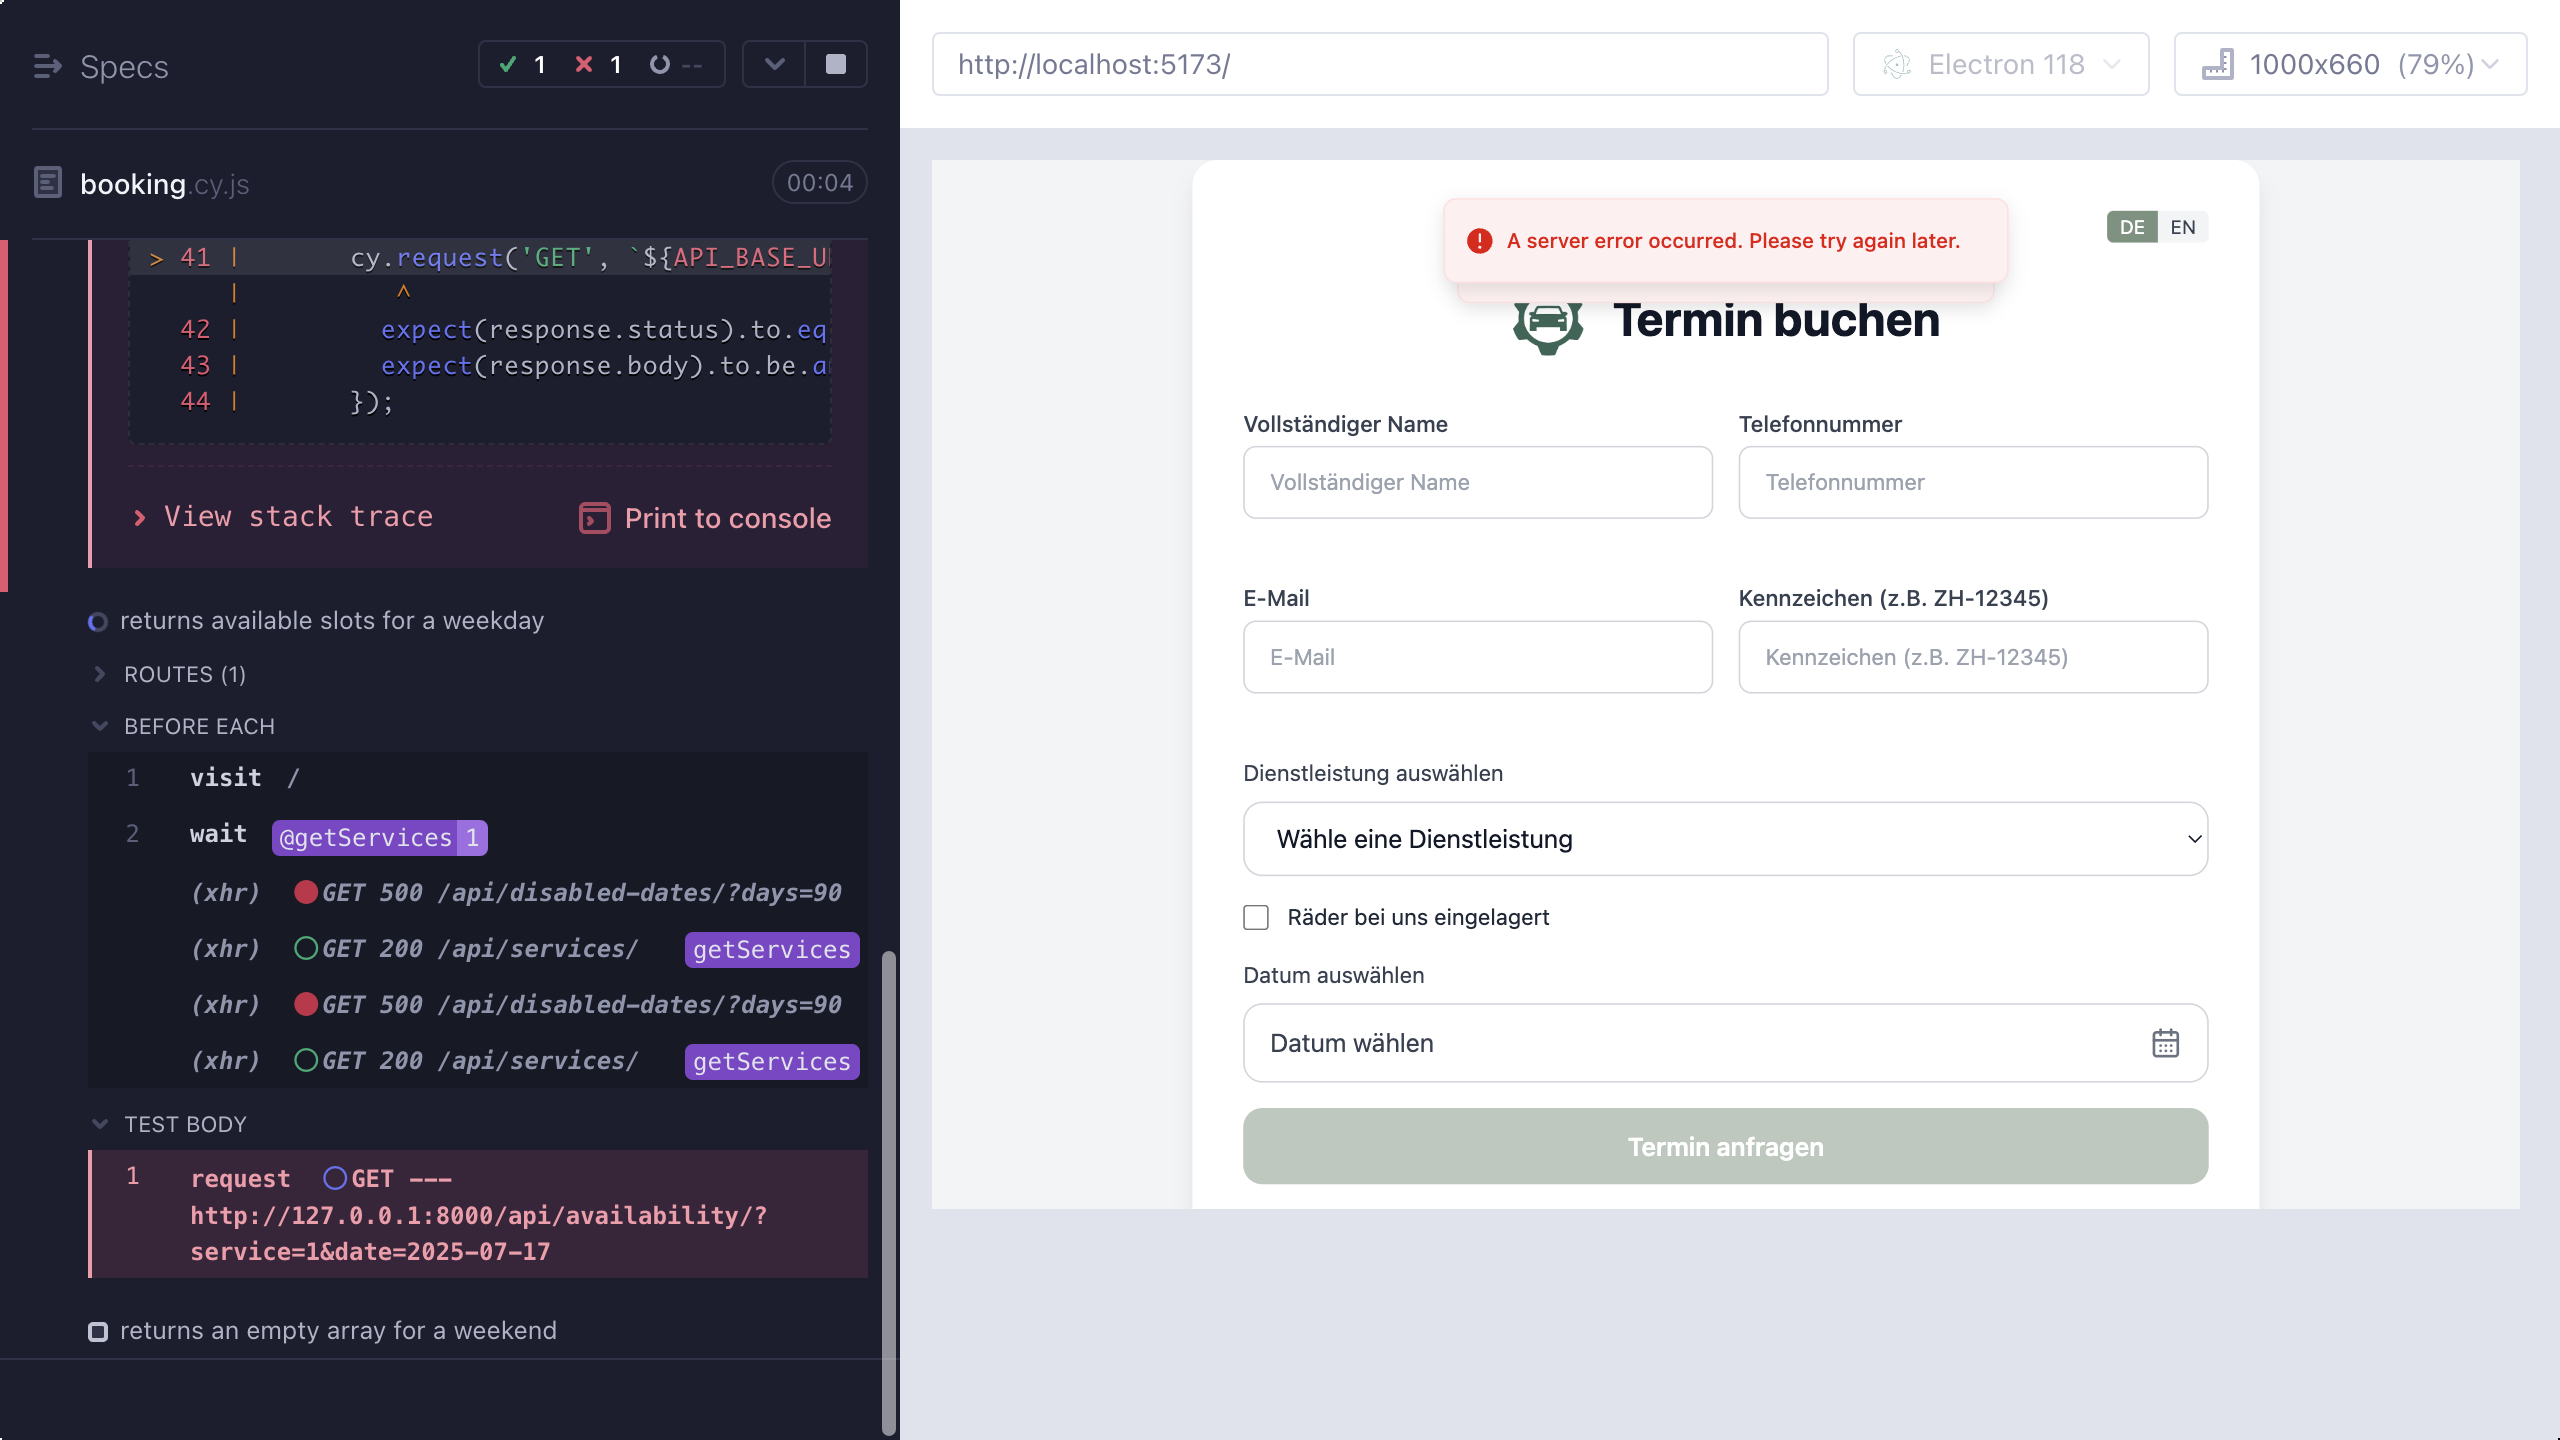 Specs
1 1 --
booking.cy.js
00:04
> 41 | cy.request('GET', `${API_BASE_U
| ^
42 | expect(response.status).to.eq
43 | expect(response.body).to.be.a
44 | });
View stack trace
Print to console
returns available slots for a weekday
ROUTES (1)
BEFORE EACH
1 visit /
2 wait @getServices 1
(xhr) GET 500 /api/disabled-dates/?days=90
(xhr) GET 200 /api/services/ getServices
(xhr) GET 500 /api/disabled-dates/?days=90
(xhr) GET 200 /api/services/ getServices
TEST BODY
1 request GET ---
http://127.0.0.1:8000/api/availability/?
service=1&date=2025-07-17
returns an empty array for a weekend
http://localhost:5173/
Electron 118
1000x660 (79%)
A server error occurred. Please try again later.
DE EN
Termin buchen
Vollständiger Name
Telefonnummer
Vollständiger Name
Telefonnummer
E-Mail
Kennzeichen (z.B. ZH-12345)
E-Mail
Kennzeichen (z.B. ZH-12345)
Dienstleistung auswählen
Wähle eine Dienstleistung
Räder bei uns eingelagert
Datum auswählen
Datum wählen
Termin anfragen